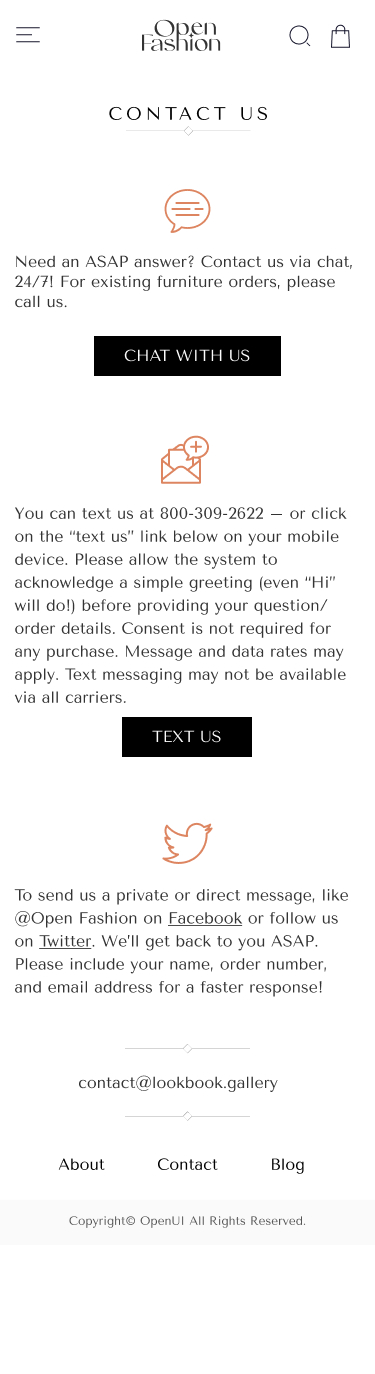 Open
Fashion
CONTACT US
Need an ASAP answer? Contact us via chat,
24/7! For existing furniture orders, please
call us.
CHAT WITH US
You can text us at 800-309-2622 – or click
on the “text us” link below on your mobile
device. Please allow the system to
acknowledge a simple greeting (even “Hi”
will do!) before providing your question/
order details. Consent is not required for
any purchase. Message and data rates may
apply. Text messaging may not be available
via all carriers.
TEXT US
To send us a private or direct message, like
@Open Fashion on Facebook or follow us
on Twitter. We’ll get back to you ASAP.
Please include your name, order number,
and email address for a faster response!
contact@lookbook.gallery
About Contact Blog
Copyright© OpenUI All Rights Reserved.